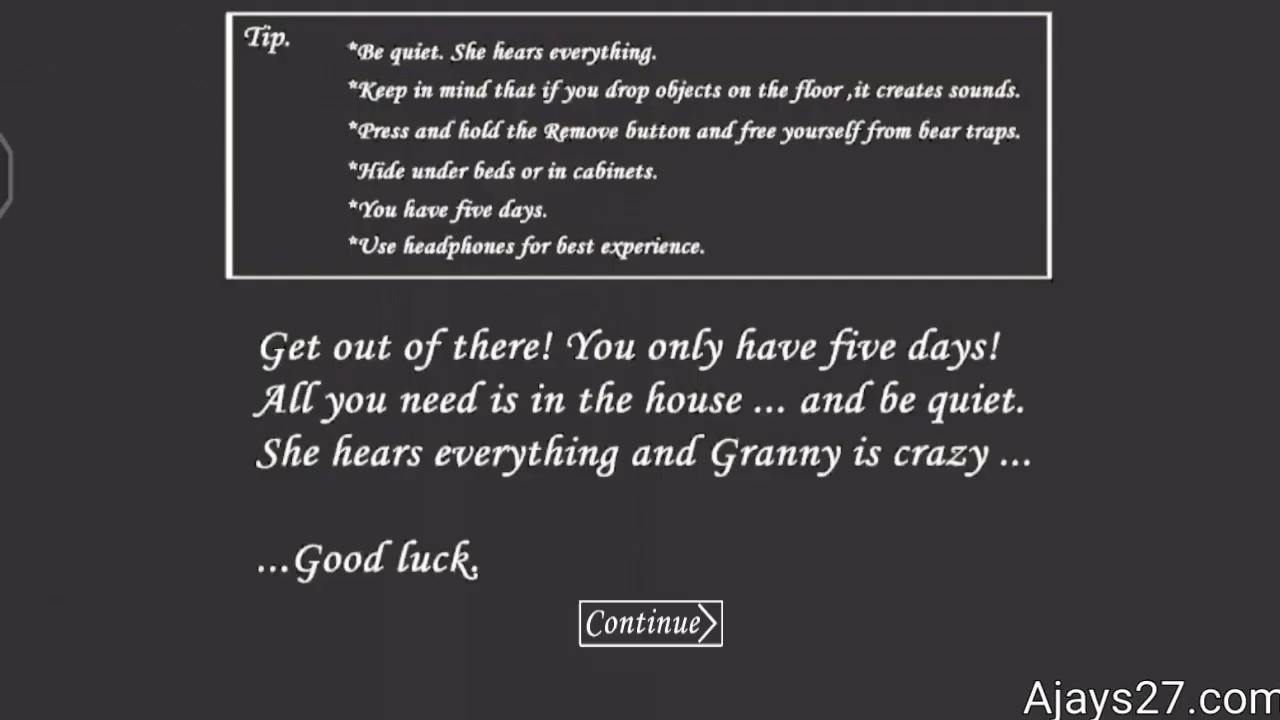 Tip.
*Be quiet. She hears everything.
*Keep in mind that if you drop objects on the floor ,it creates sounds.
*Press and hold the Remove button and free yourself from bear traps.
*Hide under beds or in cabinets.
*You have five days.
*Use headphones for best experience.
Get out of there! You only have five days!
All you need is in the house ... and be quiet.
She hears everything and Granny is crazy ...
...Good luck.
Continue
Ajays27.com